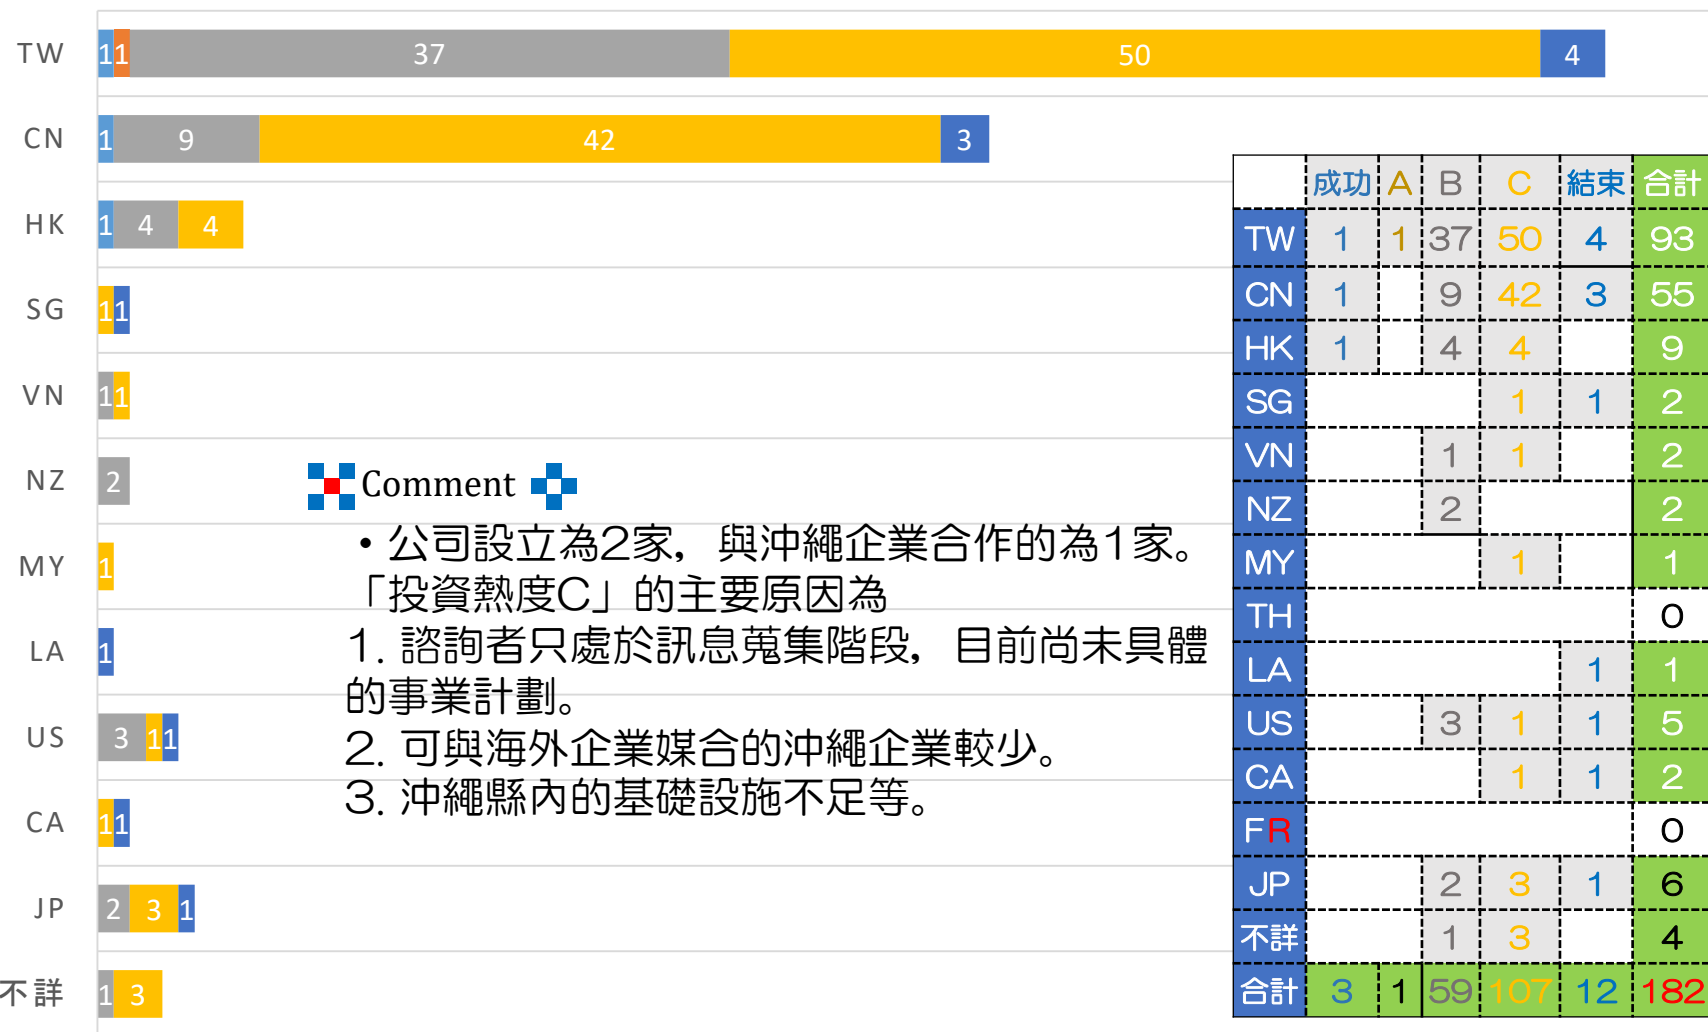 TW 1 1 37 50 4
CN 1 9 42 3
HK 1 4 4
SG 1 1
VN 1 1
NZ 2
MY 1
LA 1
US 3 1 1
CA 1 1
JP 2 3 1
不詳 1 3
Comment
・公司設立為2家，與沖繩企業合作的為1家。
「投資熱度C」的主要原因為
1. 諮詢者只處於訊息蒐集階段，目前尚未具體
的事業計劃。
2. 可與海外企業媒合的沖繩企業較少。
3. 沖繩縣內的基礎設施不足等。
成功 A B C 結束 合計
TW 1 1 37 50 4 93
CN 1 9 42 3 55
HK 1 4 4 9
SG 1 1 2
VN 1 1 2
NZ 2 2
MY 1 1
TH 0
LA 1 1
US 3 1 1 5
CA 1 1 2
FR 0
JP 2 3 1 6
不詳 1 3 4
合計 3 1 59 107 12 182